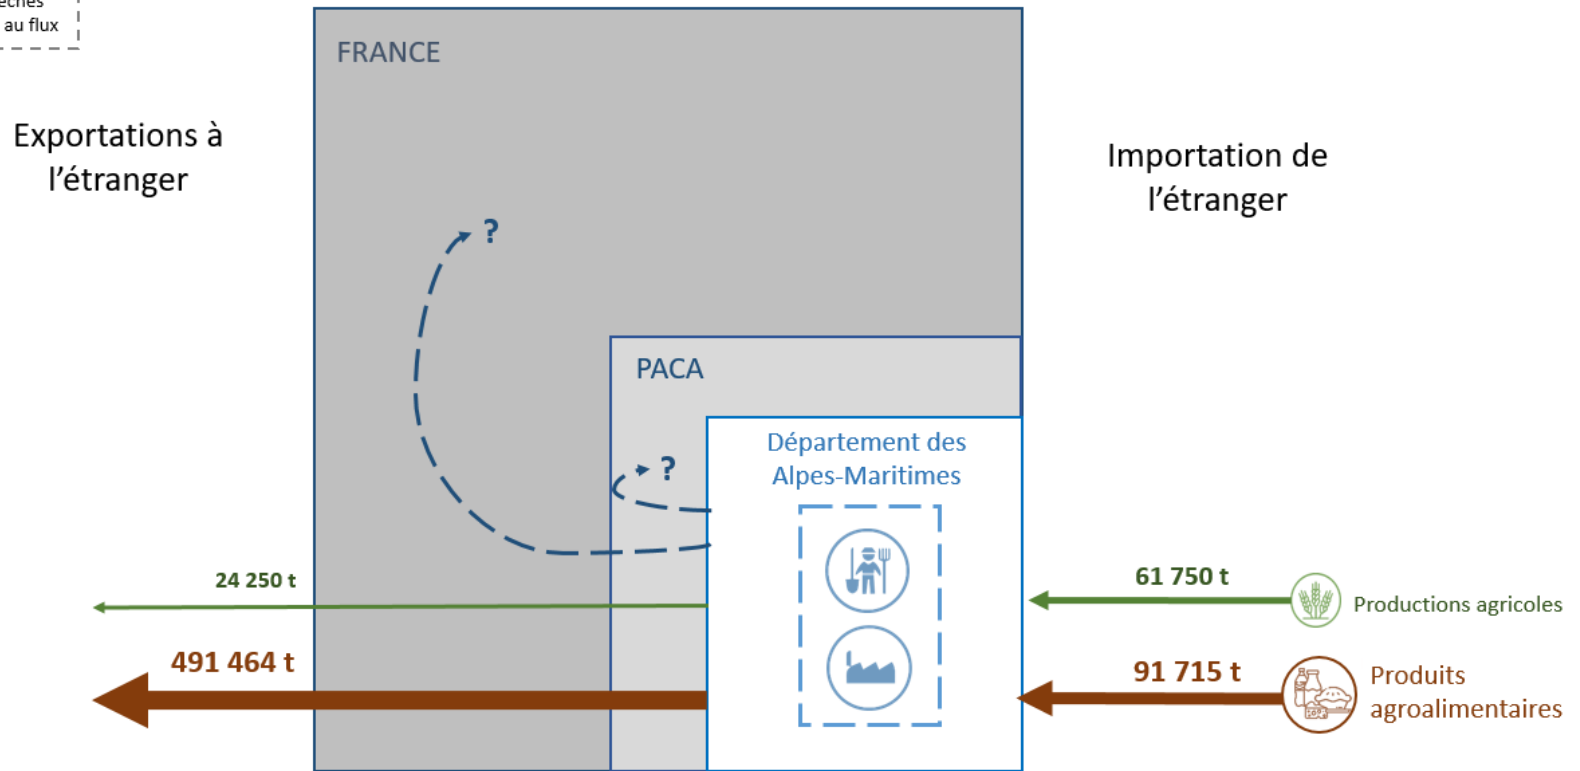 au flux
FRANCE
Exportations à
l'étranger
Importation de
l'étranger
?
PACA
Département des
Alpes-Maritimes
?
24 250 t
61 750 t
Productions agricoles
491 464 t
91 715 t
Produits
agroalimentaires